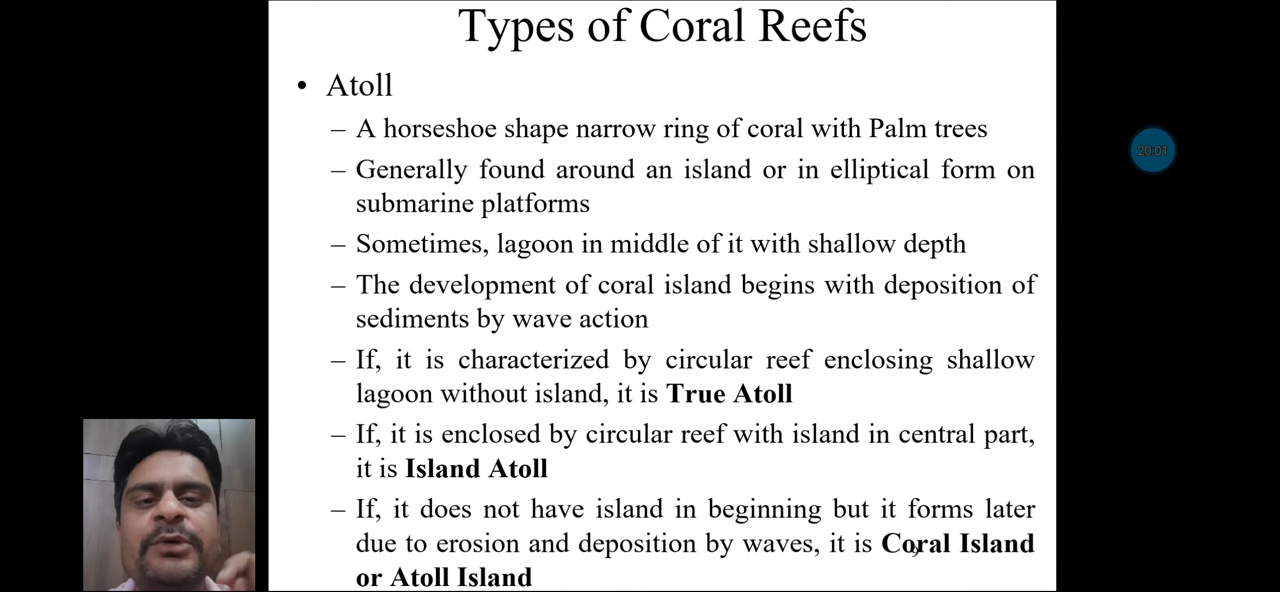 Types of Coral Reefs
• Atoll
– A horseshoe shape narrow ring of coral with Palm trees
– Generally found around an island or in elliptical form on
submarine platforms
– Sometimes, lagoon in middle of it with shallow depth
– The development of coral island begins with deposition of
sediments by wave action
– If, it is characterized by circular reef enclosing shallow
lagoon without island, it is True Atoll
– If, it is enclosed by circular reef with island in central part,
it is Island Atoll
– If, it does not have island in beginning but it forms later
due to erosion and deposition by waves, it is Coral Island
or Atoll Island
20:01